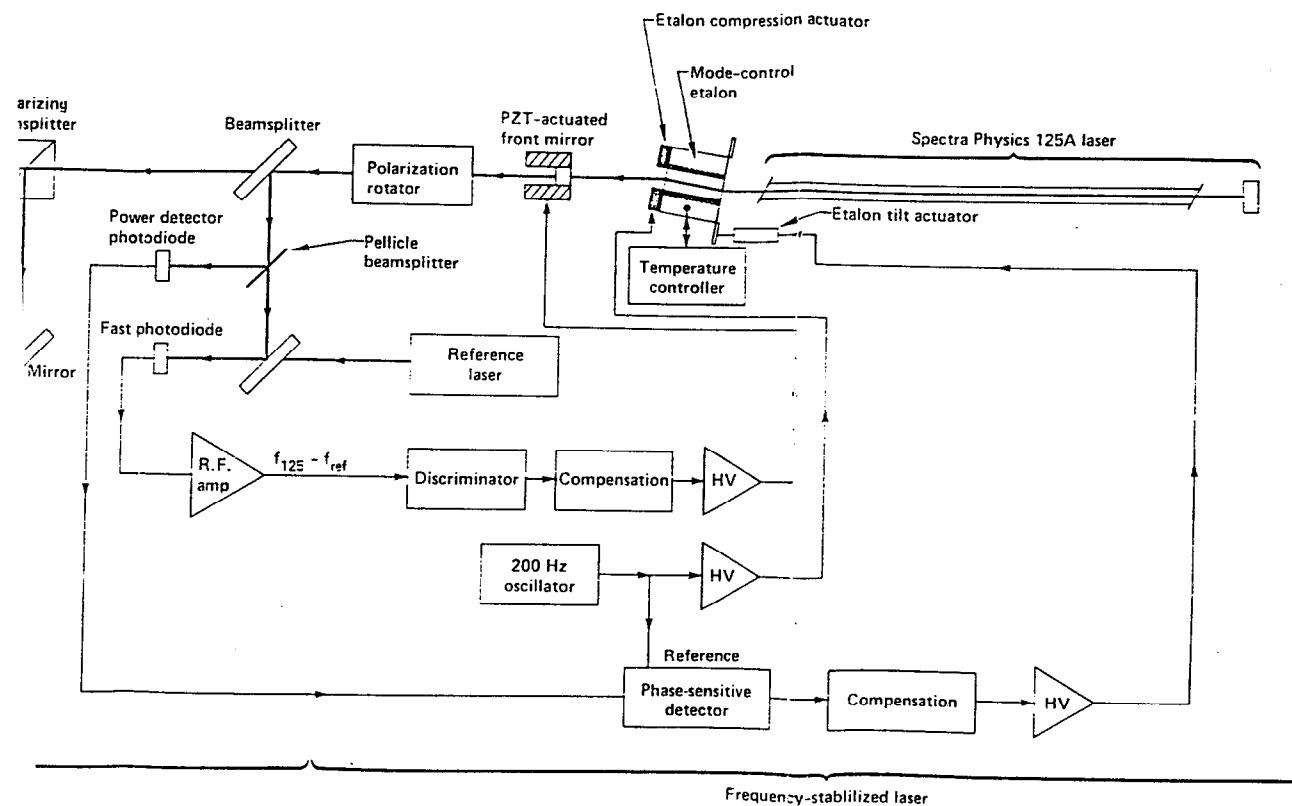 Etalon compression actuator
Mode-control
etalon
arizing
nsplitter
Beamsplitter
PZT-actuated
front mirror
Spectra Physics 125A laser
Polarization
rotator
Power detector
photodiode
Pellicle
beamsplitter
Etalon tilt actuator
Temperature
controller
Fast photodiode
Mirror
Reference
laser
R.F.
amp
f125 - fref
Discriminator
Compensation
HV
200 Hz
oscillator
HV
Reference
Phase-sensitive
detector
Compensation
HV
Frequency-stablilized laser